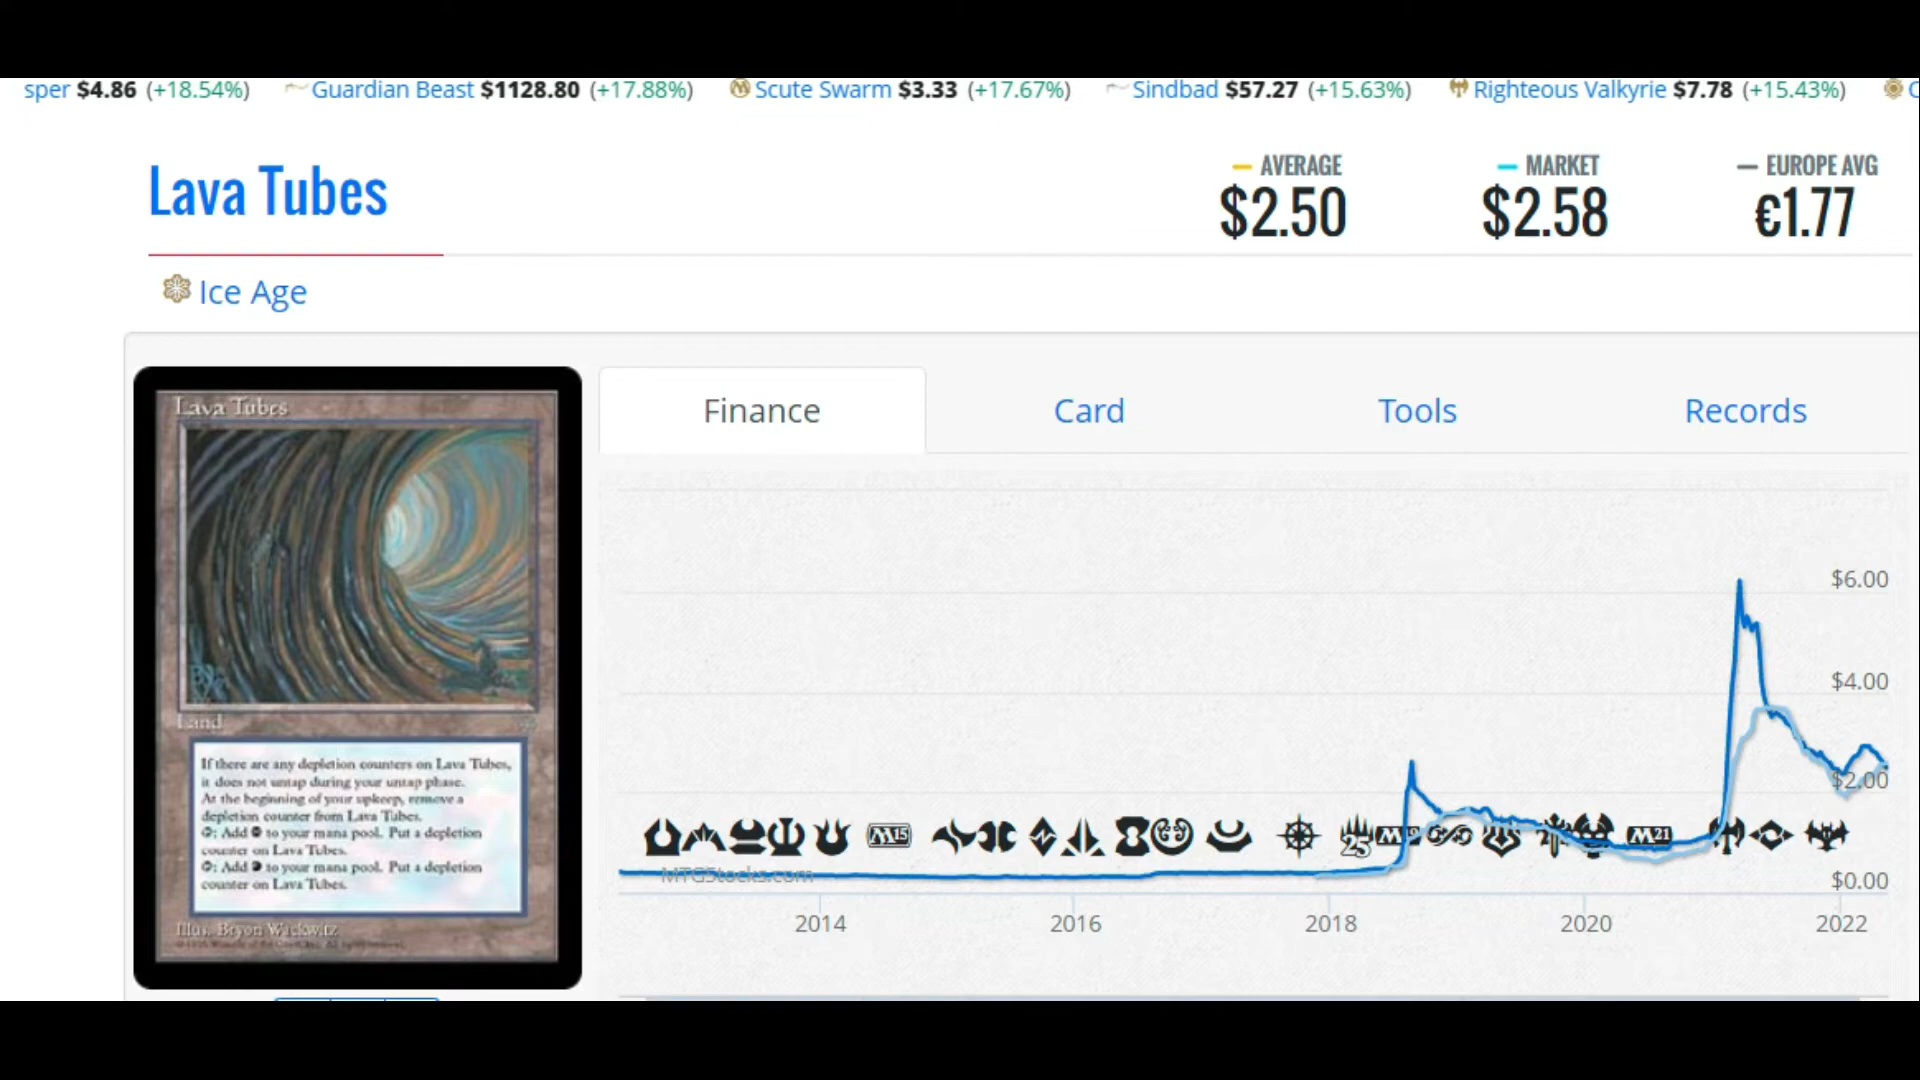 sper $4.86 (+18.54%) Guardian Beast $1128.80 (+17.88%) Scute Swarm $3.33 (+17.67%) Sindbad $57.27 (+15.63%) Righteous Valkyrie $7.78 (+15.43%)
Lava Tubes
AVERAGE
$2.50
MARKET
$2.58
EUROPE AVG
€1.77
Ice Age
Finance Card Tools Records
Lava Tubes
Land
If there are any depletion counters on Lava Tubes,
it does not untap during your untap phase.
At the beginning of your upkeep, remove a
depletion counter from Lava Tubes.
: Add to your mana pool. Put a depletion
counter on Lava Tubes.
: Add to your mana pool. Put a depletion
counter on Lava Tubes.
Illus. Bryon Wackwitz
$6.00
$4.00
$2.00
M15
25
M21
MTGStocks.com
$0.00
2014 2016 2018 2020 2022